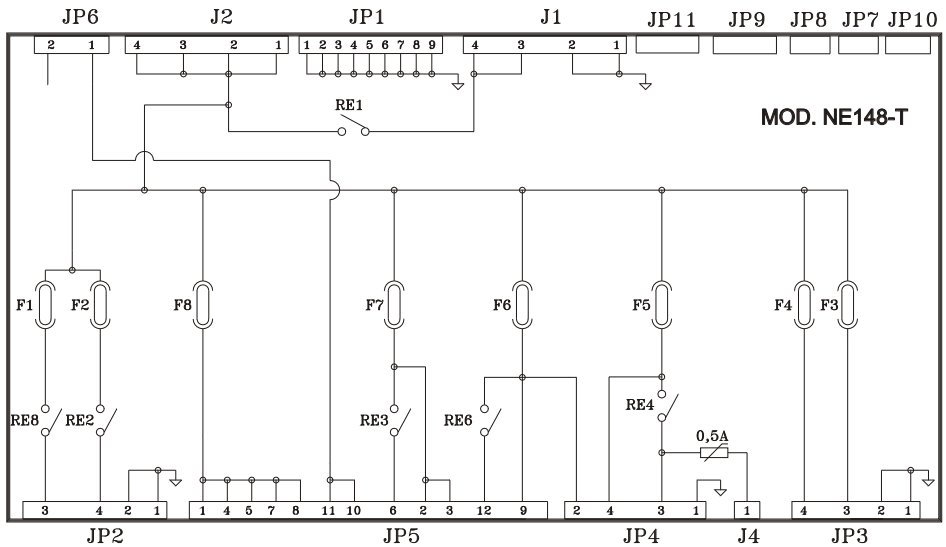 JP6 J2 JP1 J1 JP11 JP9 JP8 JP7 JP10
2 1 4 3 2 1 1 2 3 4 5 6 7 8 9 4 3 2 1
RE1
MOD. NE148-T
F1 F2 F8 F7 F6 F5 F4 F3
RE8 RE2 RE3 RE6 RE4
0,5A
3 4 2 1 1 4 5 7 8 11 10 6 2 3 12 9 2 4 3 1 1 4 3 2 1
JP2 JP5 JP4 J4 JP3